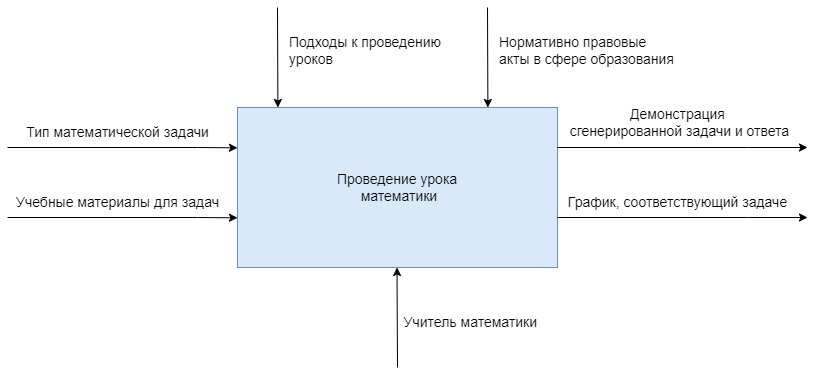 Подходы к проведению
уроков
Нормативно правовые
акты в сфере образования
Тип математической задачи
Учебные материалы для задач
Проведение урока
математики
Демонстрация
сгенерированной задачи и ответа
График, соответствующий задаче
Учитель математики